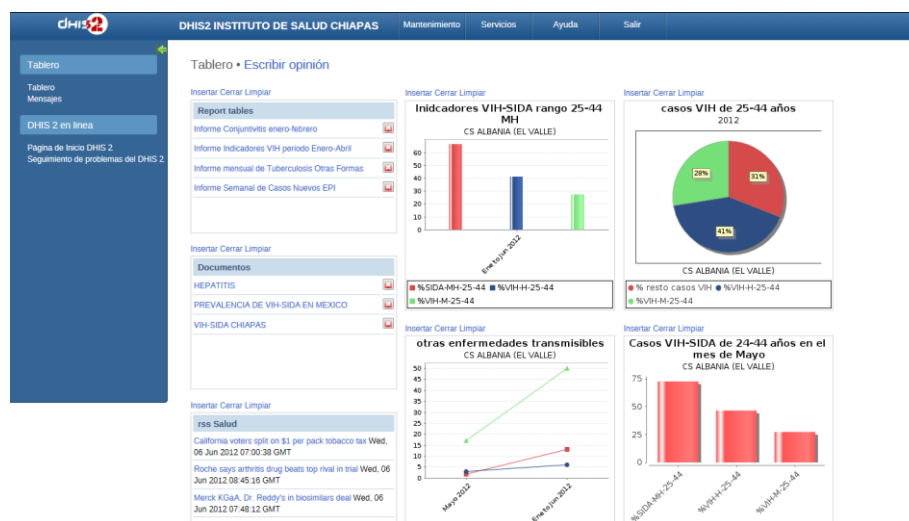 dhis2
DHIS2 INSTITUTO DE SALUD CHIAPAS
Mantenimiento Servicios Ayuda Salir
Tablero
Tablero
Mensajes
DHIS 2 en linea
Página de Inicio DHIS 2
Seguimiento de problemas del DHIS 2
Tablero • Escribir opinión
Insertar Cerrar Limpiar
Report tables
Informe Conjuntivitis enero-febrero
Informe Indicadores VIH periodo Enero-Abril
Informe mensual de Tuberculosis Otras Formas
Informe Semanal de Casos Nuevos EPI
Insertar Cerrar Limpiar
Inidcadores VIH-SIDA rango 25-44
MH
CS ALBANIA (EL VALLE)
60
50
40
30
20
10
0
Ene to Jun 2012
%SIDA-MH-25-44 %VIH-H-25-44
%VIH-M-25-44
Insertar Cerrar Limpiar
casos VIH de 25-44 años
2012
28%
31%
41%
CS ALBANIA (EL VALLE)
% resto casos VIH %VIH-H-25-44
%VIH-M-25-44
Insertar Cerrar Limpiar
Documentos
HEPATITIS
PREVALENCIA DE VIH-SIDA EN MEXICO
VIH-SIDA CHIAPAS
Insertar Cerrar Limpiar
otras enfermedades transmisibles
CS ALBANIA (EL VALLE)
50
45
40
35
30
25
20
15
10
5
0
Mayo 2012
Ene to Jun 2012
Insertar Cerrar Limpiar
Casos VIH-SIDA de 24-44 años en el
mes de Mayo
CS ALBANIA (EL VALLE)
75
50
25
0
%SIDA-MH-25-44
%VIH-H-25-44
%VIH-M-25-44
Insertar Cerrar Limpiar
rss Salud
California voters split on $1 per pack tobacco tax Wed,
06 Jun 2012 07:00:38 GMT
Roche says arthritis drug beats top rival in trial Wed, 06
Jun 2012 08:45:16 GMT
Merck KGaA, Dr. Reddy's in biosimilars deal Wed, 06
Jun 2012 07:48:12 GMT